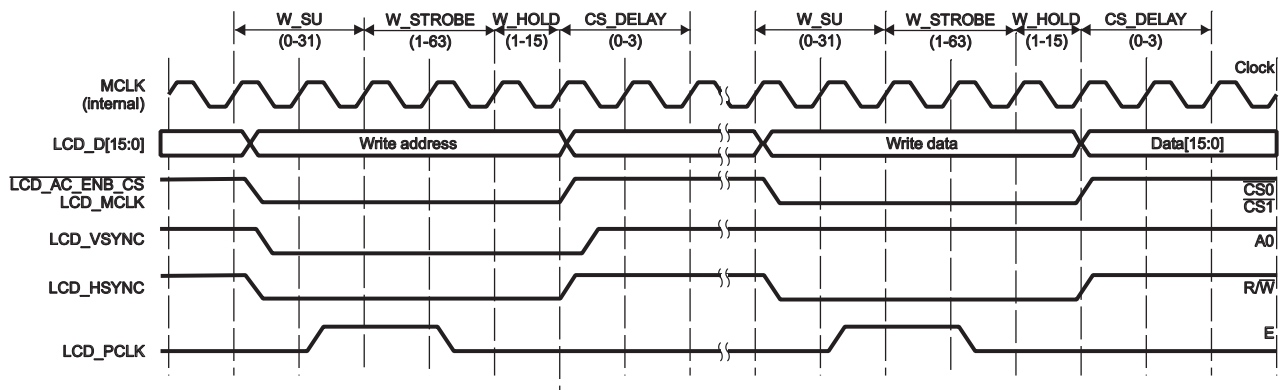 W_SU W_STROBE W_HOLD CS_DELAY W_SU W_STROBE W_HOLD CS_DELAY
(0-31) (1-63) (1-15) (0-3) (0-31) (1-63) (1-15) (0-3)
Clock
MCLK
(internal)
LCD_D[15:0] Write address Write data Data[15:0]
LCD_AC_ENB_CS CS0
LCD_MCLK CS1
LCD_VSYNC A0
LCD_HSYNC R/W
LCD_PCLK E